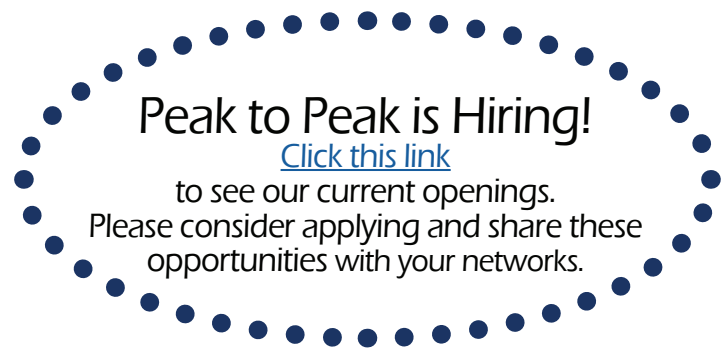 Peak to Peak is Hiring!
Click this link
to see our current openings.
Please consider applying and share these
opportunities with your networks.